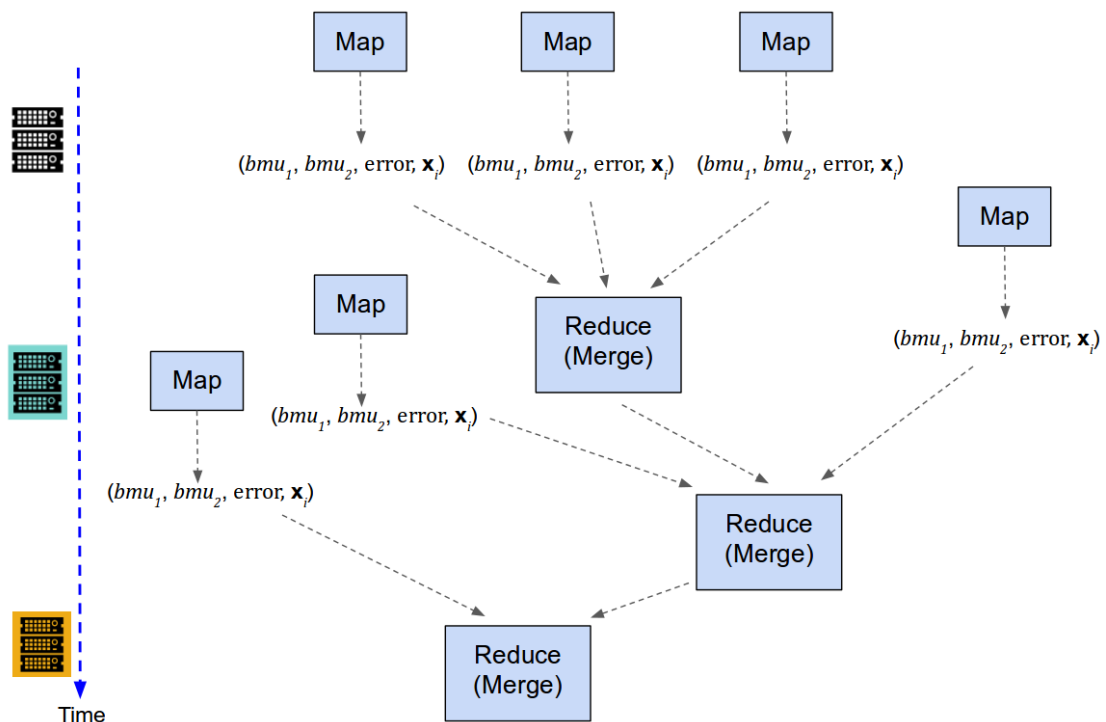 Map
Map
Map
(bmu₁, bmu₂, error, xᵢ)
(bmu₁, bmu₂, error, xᵢ)
(bmu₁, bmu₂, error, xᵢ)
Map
Map
Reduce
(Merge)
(bmu₁, bmu₂, error, xᵢ)
Map
(bmu₁, bmu₂, error, xᵢ)
(bmu₁, bmu₂, error, xᵢ)
Reduce
(Merge)
Reduce
(Merge)
Time